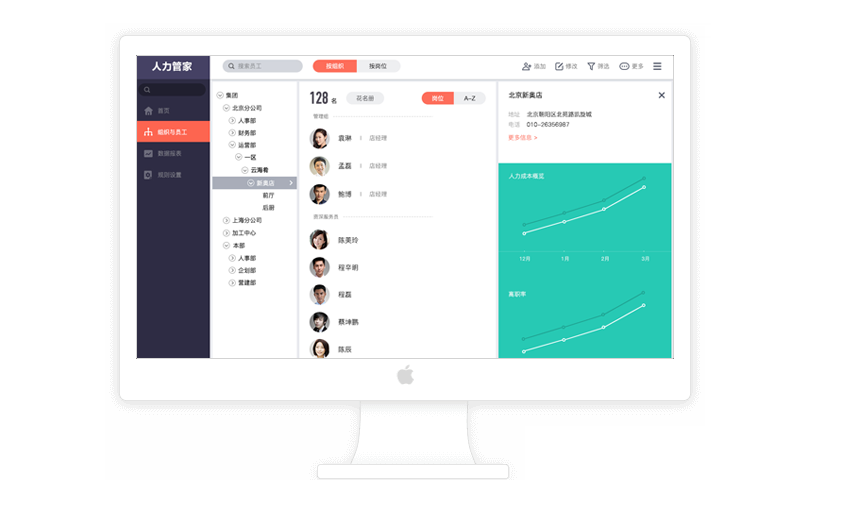 人力管家
搜索员工
按组织
按岗位
添加
修改
筛选
更多
首页
组织与员工
数据报表
规则设置
集团
北京分公司
人事部
财务部
运营部
一区
云海肴
新奥店
前厅
后厨
上海分公司
加工中心
本部
人事部
企划部
营建部
128 名
花名册
岗位
A-Z
管理组
袁琳
店经理
孟磊
店经理
鲍博
店经理
资深服务员
陈美玲
程辛明
程磊
蔡坤鹏
陈辰
北京新奥店
地址 北京朝阳区北苑路凯旋城
电话 010-26356987
更多信息 >
人力成本概览
12月
1月
2月
3月
离职率